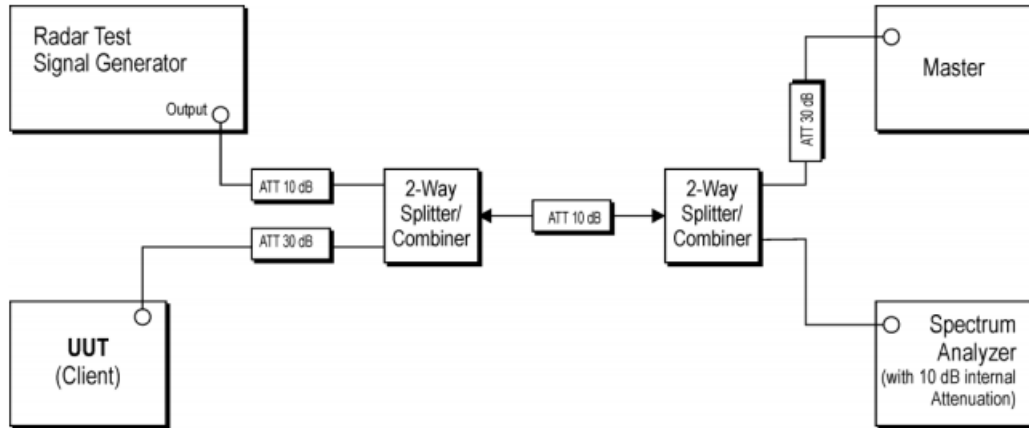 Radar Test
Signal Generator
Output
ATT 10 dB
ATT 30 dB
2-Way
Splitter/
Combiner
ATT 10 dB
2-Way
Splitter/
Combiner
ATT 30 dB
Master
UUT
(Client)
Spectrum
Analyzer
(with 10 dB internal
Attenuation)